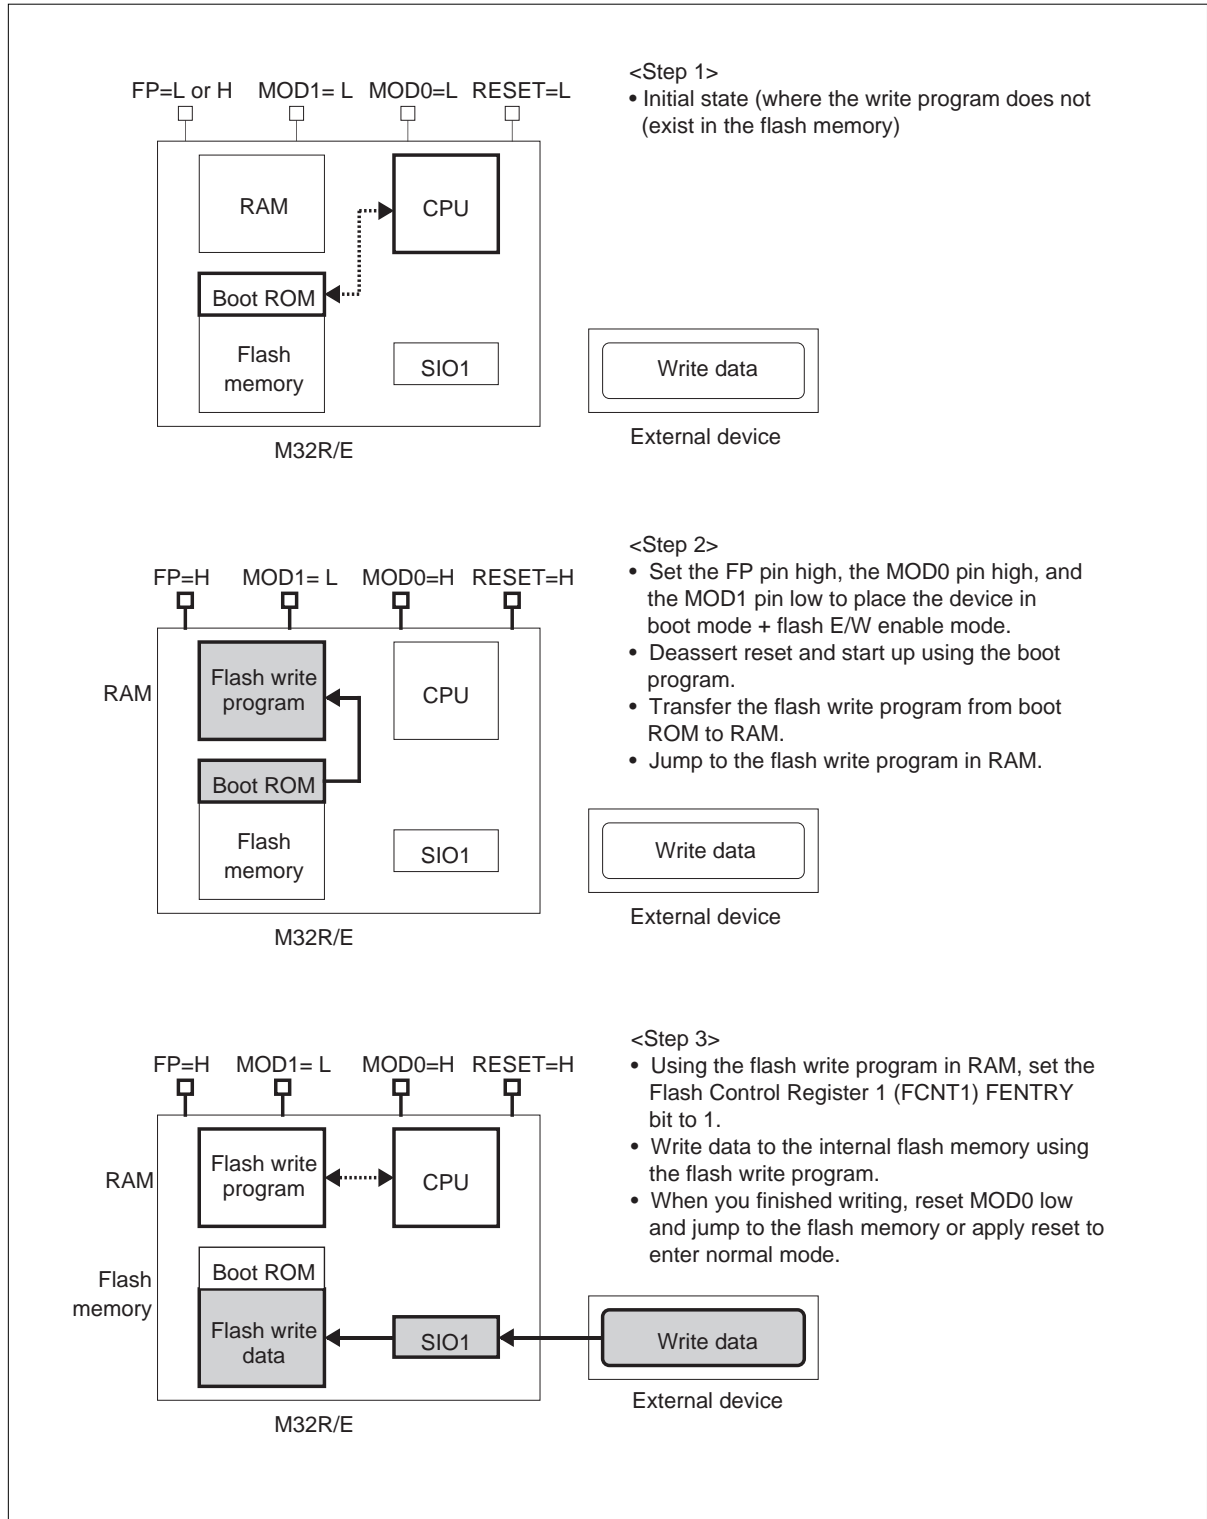 <Step 1>
• Initial state (where the write program does not
(exist in the flash memory)
FP=L or H MOD1= L MOD0=L RESET=L
RAM
CPU
Boot ROM
Flash
memory
SIO1
Write data
External device
M32R/E
<Step 2>
• Set the FP pin high, the MOD0 pin high, and
the MOD1 pin low to place the device in
boot mode + flash E/W enable mode.
• Deassert reset and start up using the boot
program.
• Transfer the flash write program from boot
ROM to RAM.
• Jump to the flash write program in RAM.
FP=H MOD1= L MOD0=H RESET=H
RAM
Flash write
program
CPU
Boot ROM
Flash
memory
SIO1
Write data
External device
M32R/E
<Step 3>
• Using the flash write program in RAM, set the
Flash Control Register 1 (FCNT1) FENTRY
bit to 1.
• Write data to the internal flash memory using
the flash write program.
• When you finished writing, reset MOD0 low
and jump to the flash memory or apply reset to
enter normal mode.
FP=H MOD1= L MOD0=H RESET=H
RAM
Flash write
program
CPU
Flash
memory
Boot ROM
Flash write
data
SIO1
Write data
External device
M32R/E